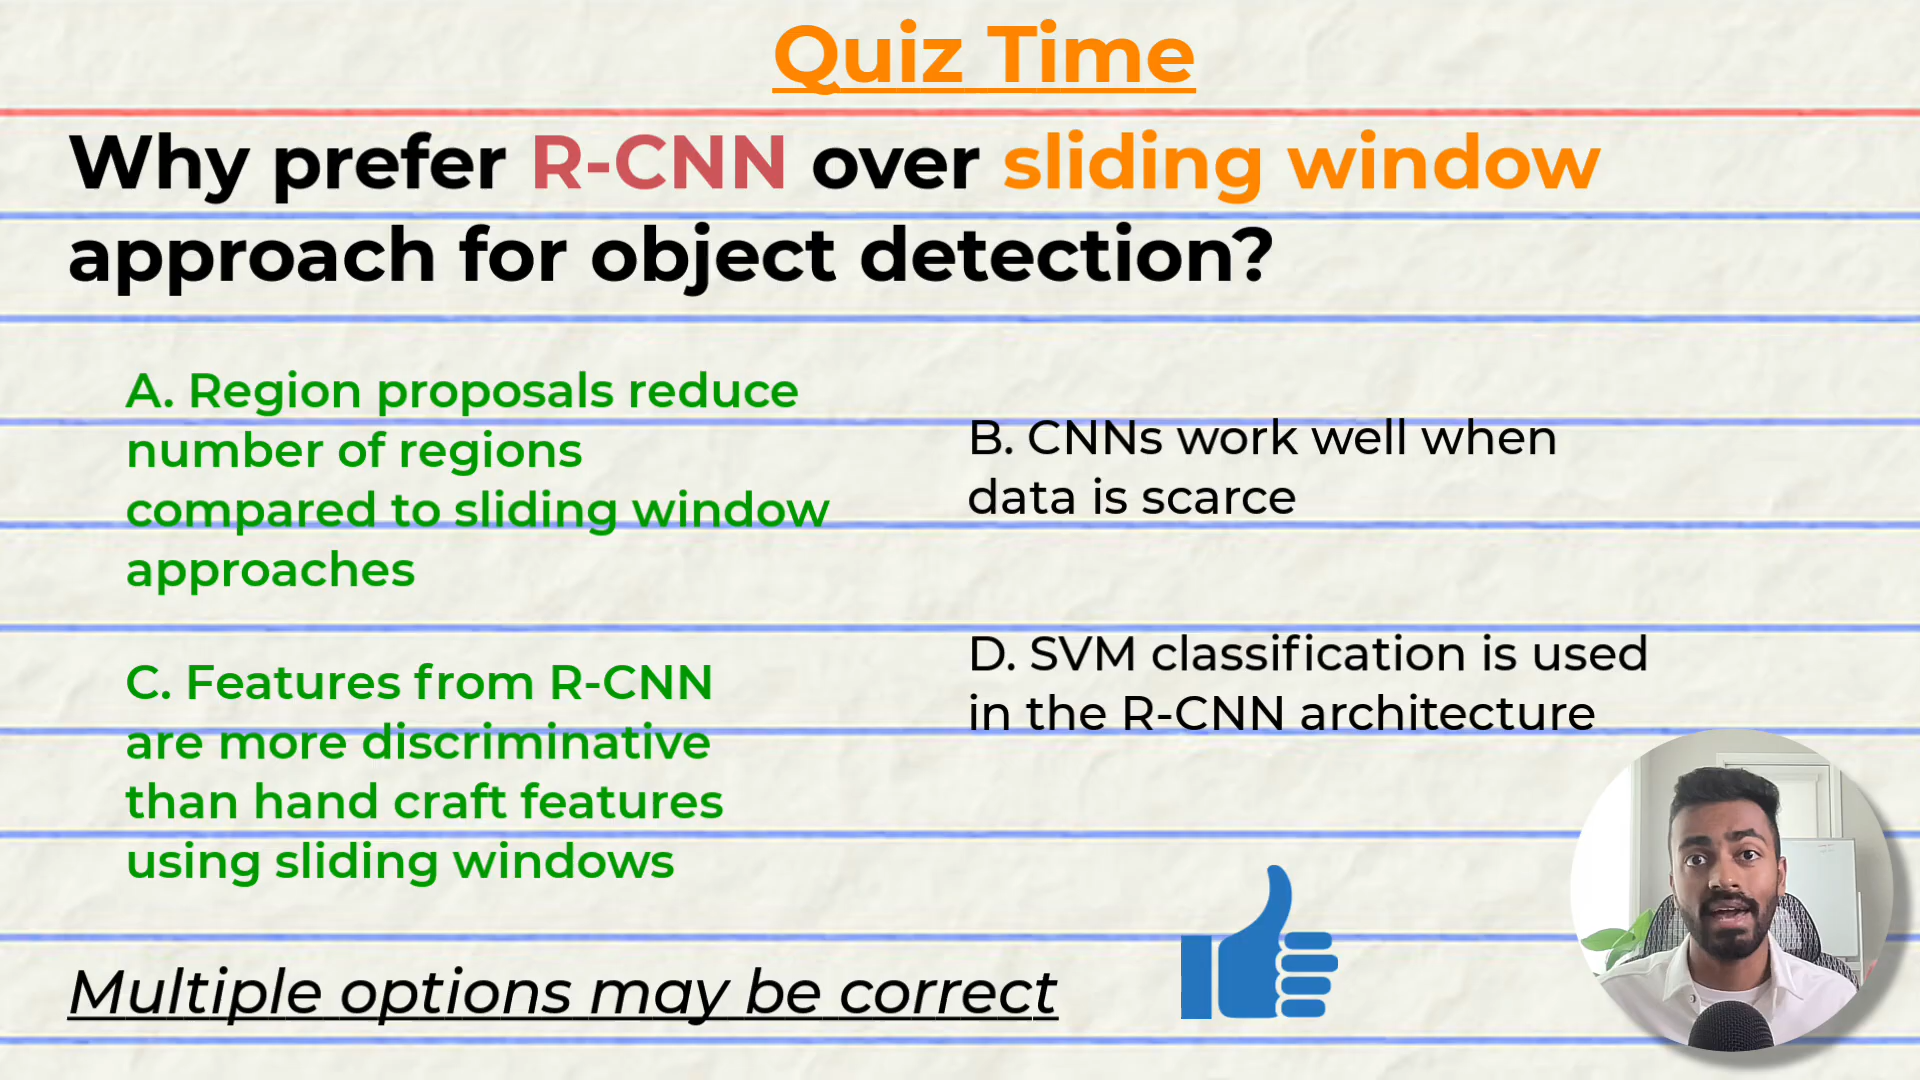 Quiz Time
Why prefer R-CNN over sliding window
approach for object detection?
A. Region proposals reduce
number of regions
compared to sliding window
approaches
B. CNNs work well when
data is scarce
C. Features from R-CNN
are more discriminative
than hand craft features
using sliding windows
D. SVM classification is used
in the R-CNN architecture
Multiple options may be correct